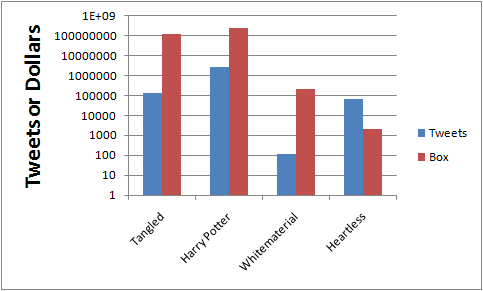 Tweets or Dollars
1E+09
100000000
10000000
1000000
100000
10000
1000
100
10
1
Tangled
Harry Potter
Whitematerial
Heartless
Tweets
Box